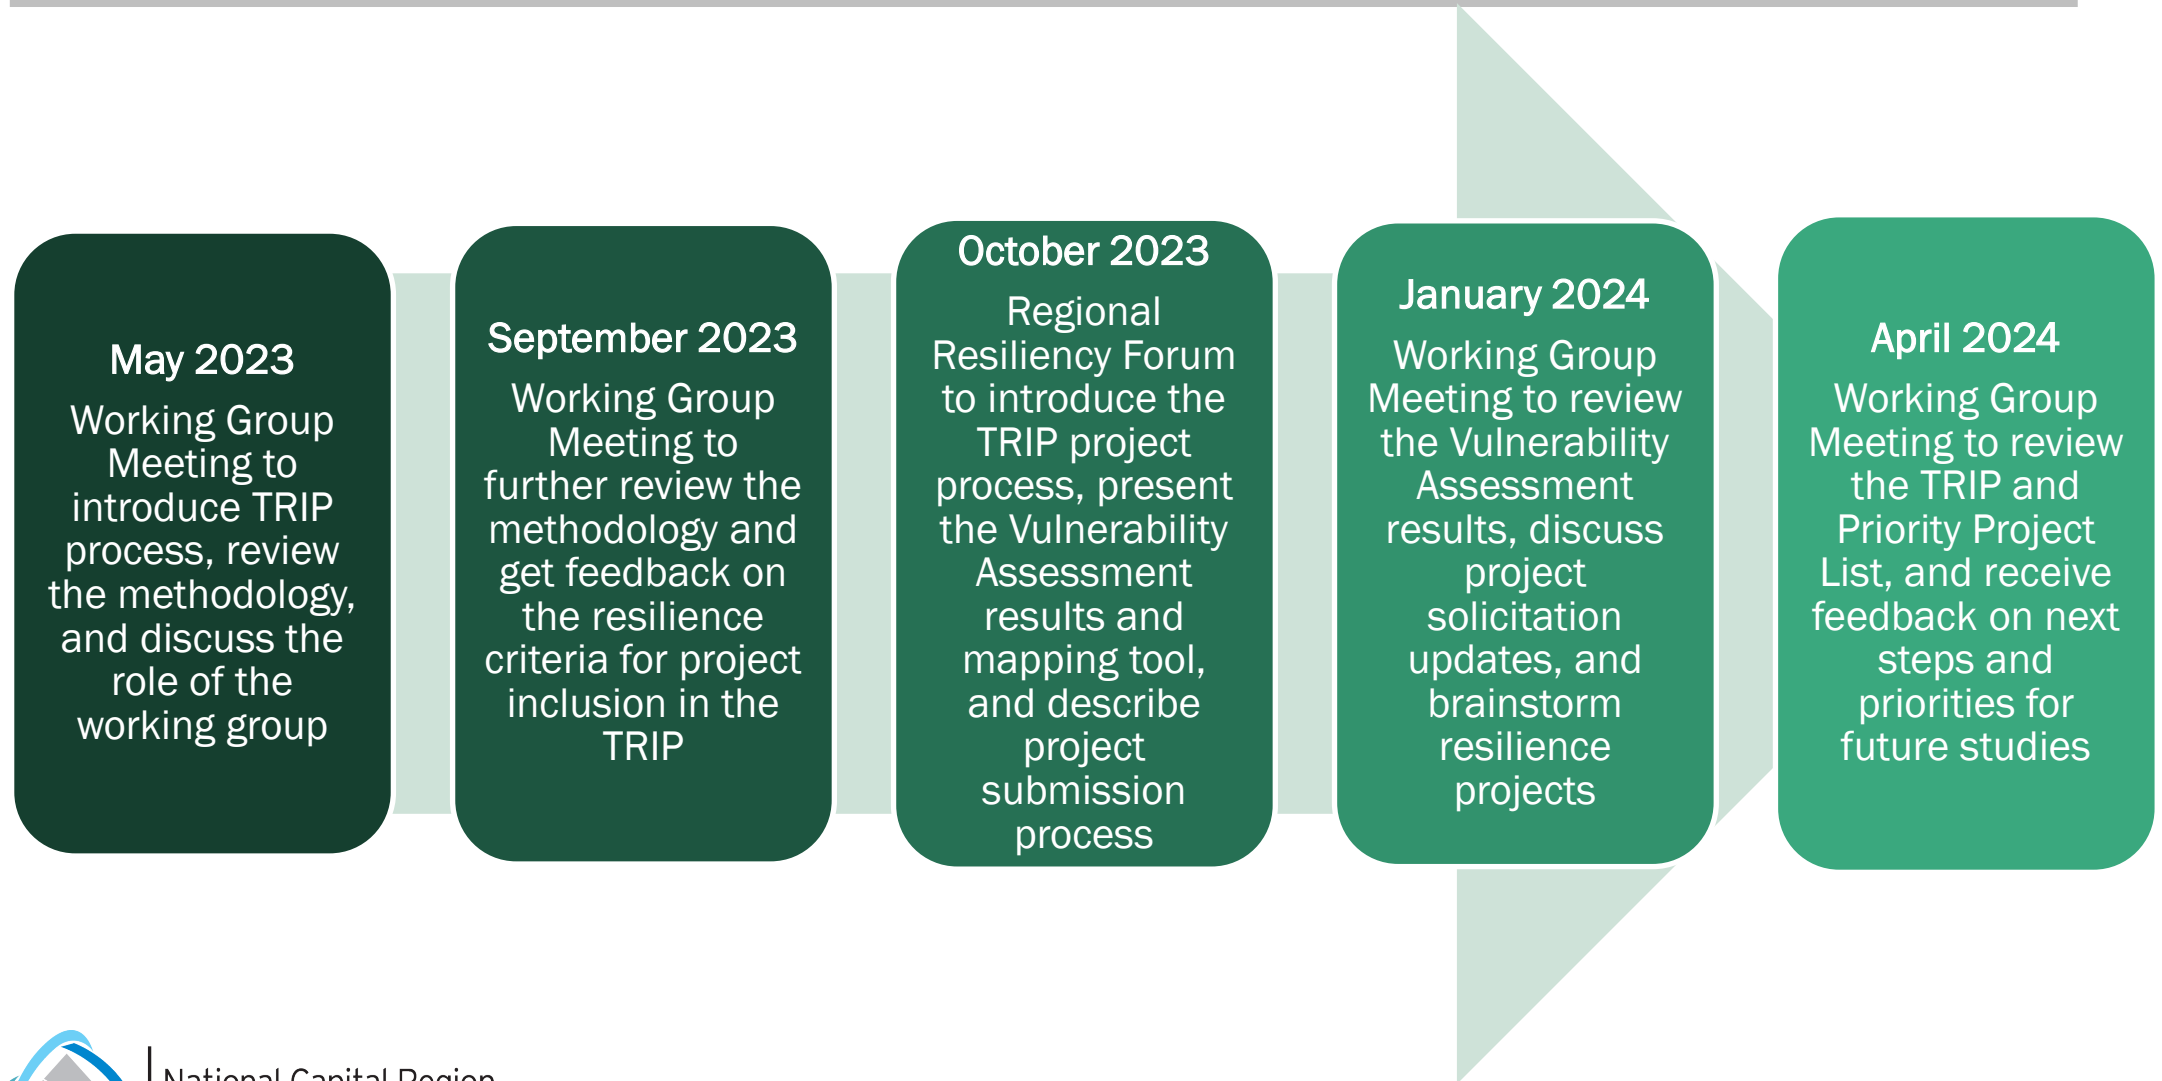 May 2023
Working Group
Meeting to
introduce TRIP
process, review
the methodology,
and discuss the
role of the
working group
September 2023
Working Group
Meeting to
further review the
methodology and
get feedback on
the resilience
criteria for project
inclusion in the
TRIP
October 2023
Regional
Resiliency Forum
to introduce the
TRIP project
process, present
the Vulnerability
Assessment
results and
mapping tool,
and describe
project
submission
process
January 2024
Working Group
Meeting to review
the Vulnerability
Assessment
results, discuss
project
solicitation
updates, and
brainstorm
resilience
projects
April 2024
Working Group
Meeting to review
the TRIP and
Priority Project
List, and receive
feedback on next
steps and
priorities for
future studies
National Capital Region